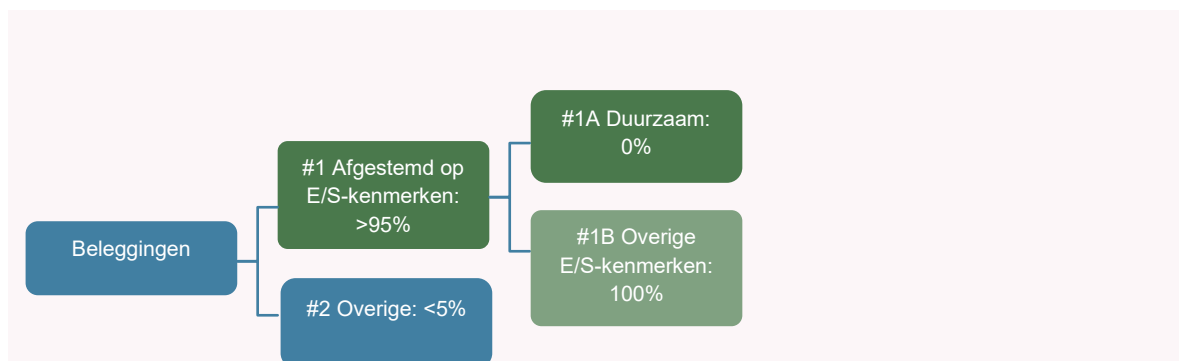 Beleggingen
#1 Afgestemd op
E/S-kenmerken:
>95%
#2 Overige: <5%
#1A Duurzaam:
0%
#1B Overige
E/S-kenmerken:
100%